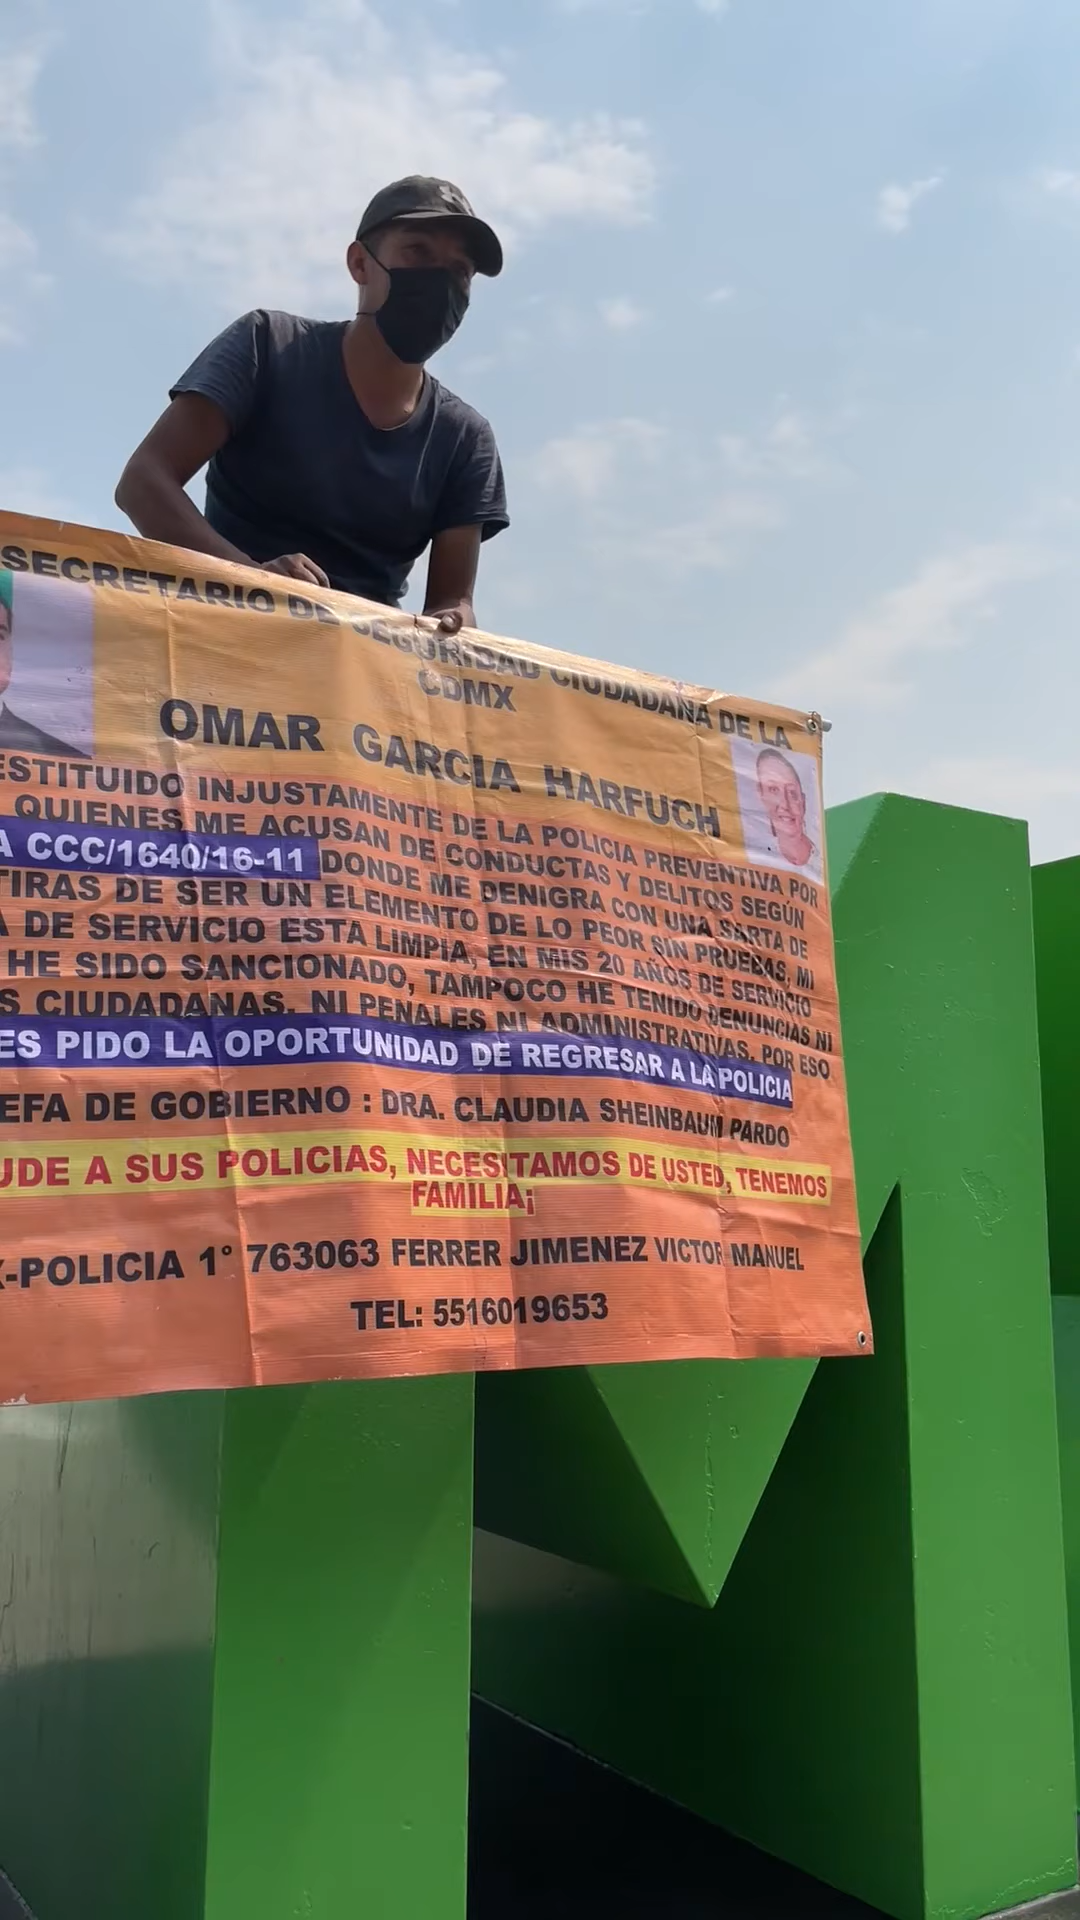 SECRETARIO DE SEGURIDAD CIUDADANA DE LA
CDMX
OMAR GARCIA HARFUCH
ESTITUIDO INJUSTAMENTE DE LA POLICIA PREVENTIVA POR
QUIENES ME ACUSAN DE CONDUCTAS Y DELITOS SEGÚN
A CCC/1640/16-11 DONDE ME DENIGRA CON UNA SARTA DE
TIRAS DE SER UN ELEMENTO DE LO PEOR SIN PRUEBAS, MI
A DE SERVICIO ESTA LIMPIA, EN MIS 20 AÑOS DE SERVICIO
HE SIDO SANCIONADO, TAMPOCO HE TENIDO DENUNCIAS NI
S CIUDADANAS, NI PENALES NI ADMINISTRATIVAS, POR ESO
ES PIDO LA OPORTUNIDAD DE REGRESAR A LA POLICIA
EFA DE GOBIERNO : DRA. CLAUDIA SHEINBAUM PARDO
UDE A SUS POLICIAS, NECESITAMOS DE USTED, TENEMOS
FAMILIA¡
X-POLICIA 1° 763063 FERRER JIMENEZ VICTOR MANUEL
TEL: 5516019653